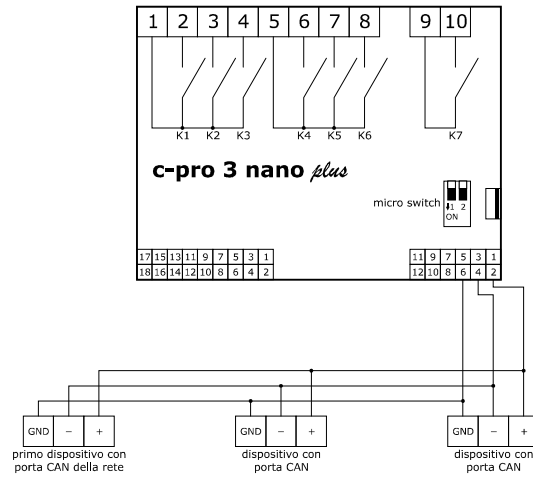 1 2 3 4 5 6 7 8 9 10
K1 K2 K3 K4 K5 K6 K7
c-pro 3 nano plus
micro switch
1 2
ON
17 15 13 11 9 7 5 3 1
18 16 14 12 10 8 6 4 2
11 9 7 5 3 1
12 10 8 6 4 2
GND - +
primo dispositivo con
porta CAN della rete
GND - +
dispositivo con
porta CAN
GND - +
dispositivo con
porta CAN